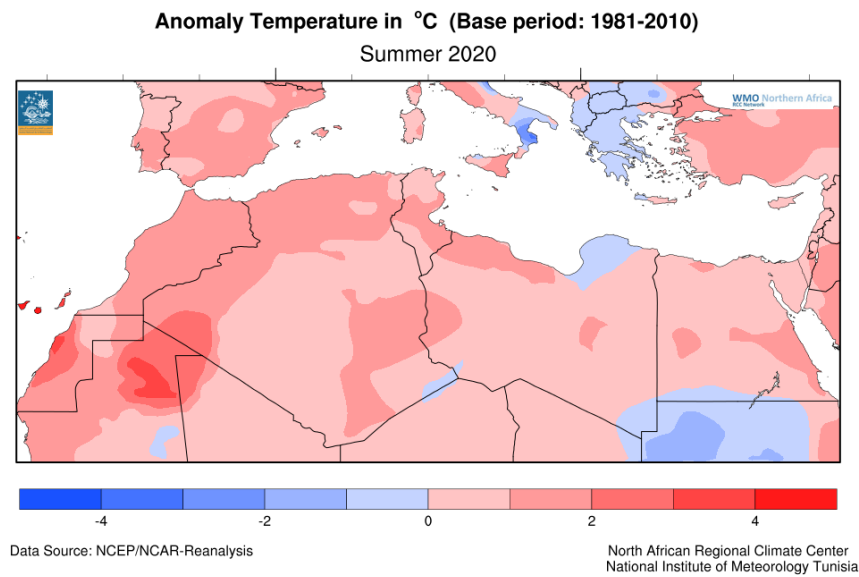 Anomaly Temperature in °C (Base period: 1981-2010)
Summer 2020
WMO Northern Africa
RCC Network
-4 -2 0 2 4
Data Source: NCEP/NCAR-Reanalysis
North African Regional Climate Center
National Institute of Meteorology Tunisia